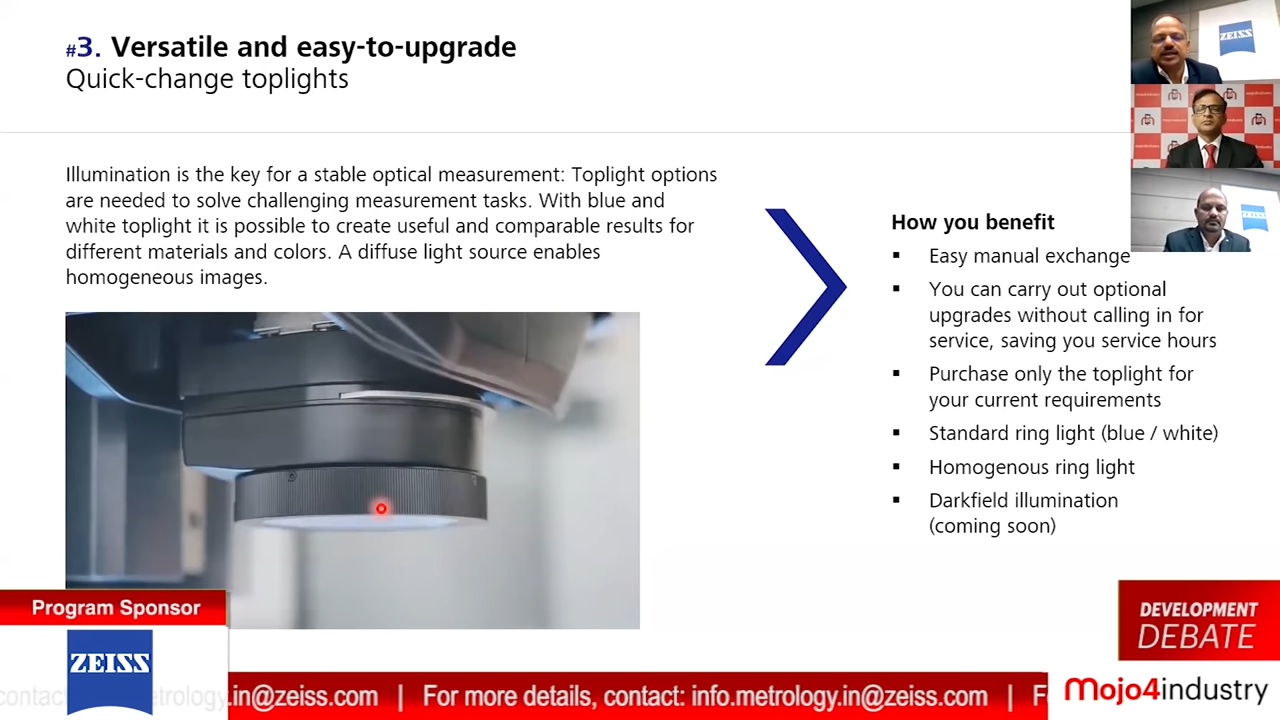 #3. Versatile and easy-to-upgrade
Quick-change toplights
Illumination is the key for a stable optical measurement: Toplight options
are needed to solve challenging measurement tasks. With blue and
white toplight it is possible to create useful and comparable results for
different materials and colors. A diffuse light source enables
homogeneous images.
How you benefit
▪ Easy manual exchange
▪ You can carry out optional
upgrades without calling in for
service, saving you service hours
▪ Purchase only the toplight for
your current requirements
▪ Standard ring light (blue / white)
▪ Homogenous ring light
▪ Darkfield illumination
(coming soon)
ZEISS
ZEISS
Program Sponsor
ZEISS
DEVELOPMENT
DEBATE
contact trology.in@zeiss.com | For more details, contact: info.metrology.in@zeiss.com | F
Mojo4industry